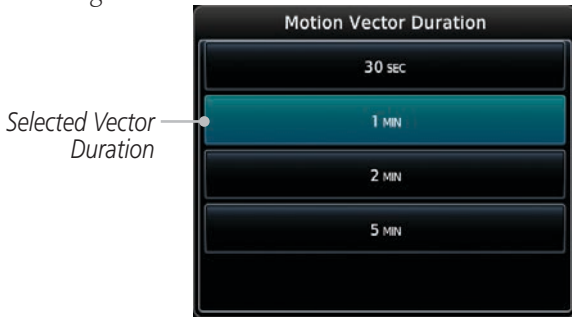 Motion Vector Duration
30 SEC
Selected Vector
Duration
1 MIN
2 MIN
5 MIN